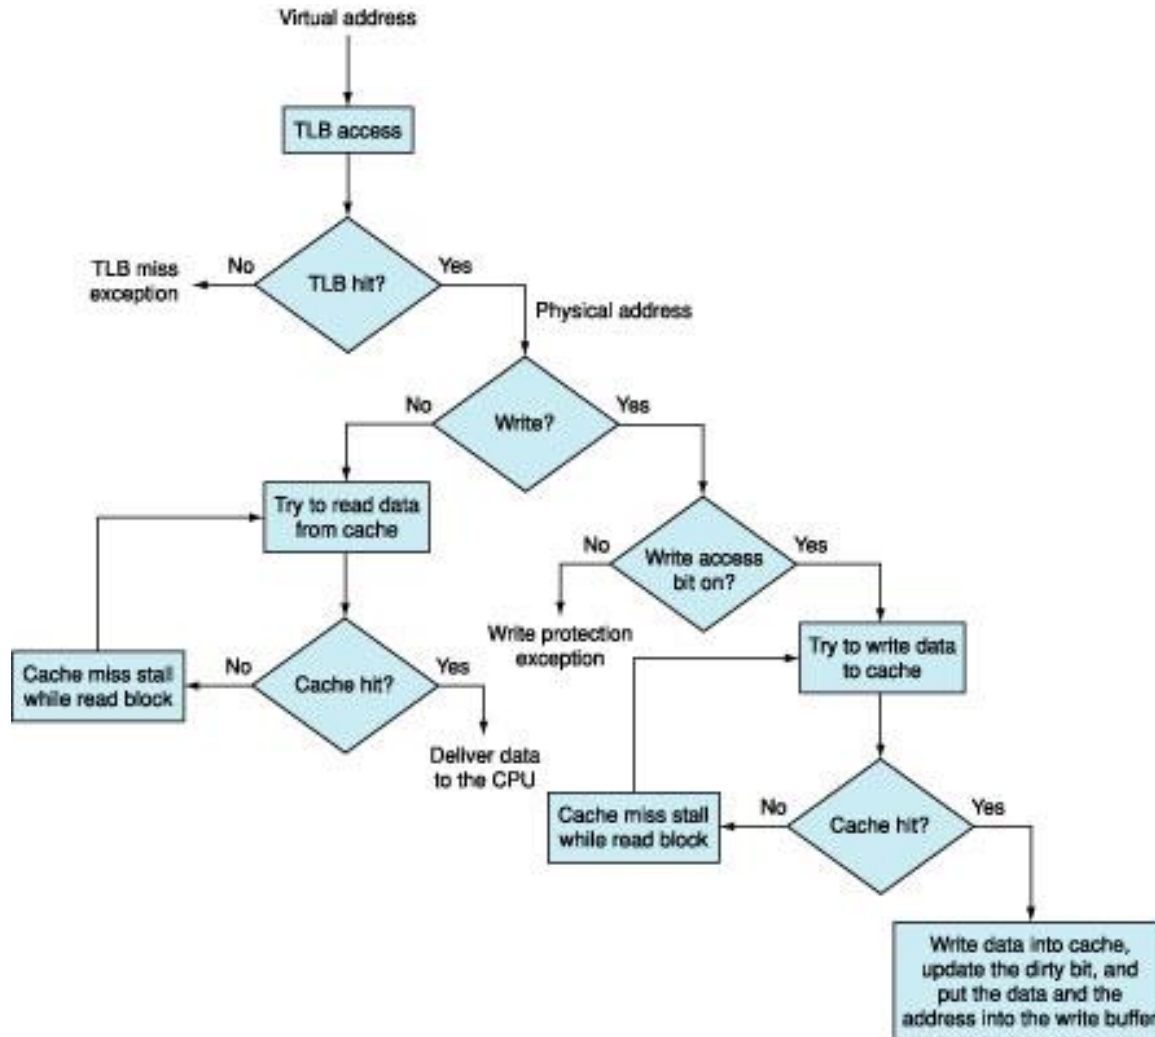 Virtual address
TLB access
TLB hit?
No
Yes
TLB miss
exception
Physical address
Write?
No
Yes
Try to read data
from cache
Write access
bit on?
No
Yes
Write protection
exception
Try to write data
to cache
Cache hit?
No
Yes
Cache miss stall
while read block
Deliver data
to the CPU
Cache hit?
No
Yes
Cache miss stall
while read block
Write data into cache,
update the dirty bit, and
put the data and the
address into the write buffer